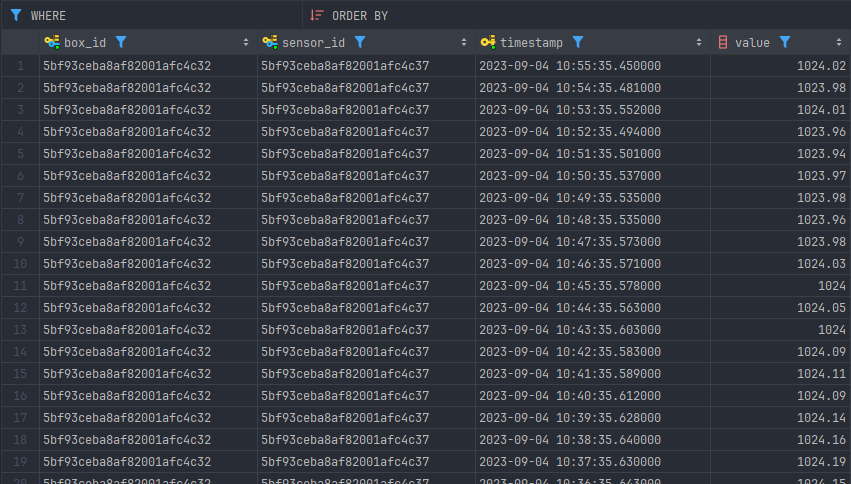 WHERE ORDER BY
box_id sensor_id timestamp value
1 5bf93ceba8af82001afc4c32 5bf93ceba8af82001afc4c37 2023-09-04 10:55:35.450000 1024.02
2 5bf93ceba8af82001afc4c32 5bf93ceba8af82001afc4c37 2023-09-04 10:54:35.481000 1023.98
3 5bf93ceba8af82001afc4c32 5bf93ceba8af82001afc4c37 2023-09-04 10:53:35.552000 1024.01
4 5bf93ceba8af82001afc4c32 5bf93ceba8af82001afc4c37 2023-09-04 10:52:35.494000 1023.96
5 5bf93ceba8af82001afc4c32 5bf93ceba8af82001afc4c37 2023-09-04 10:51:35.501000 1023.94
6 5bf93ceba8af82001afc4c32 5bf93ceba8af82001afc4c37 2023-09-04 10:50:35.537000 1023.97
7 5bf93ceba8af82001afc4c32 5bf93ceba8af82001afc4c37 2023-09-04 10:49:35.535000 1023.98
8 5bf93ceba8af82001afc4c32 5bf93ceba8af82001afc4c37 2023-09-04 10:48:35.535000 1023.96
9 5bf93ceba8af82001afc4c32 5bf93ceba8af82001afc4c37 2023-09-04 10:47:35.573000 1023.98
10 5bf93ceba8af82001afc4c32 5bf93ceba8af82001afc4c37 2023-09-04 10:46:35.571000 1024.03
11 5bf93ceba8af82001afc4c32 5bf93ceba8af82001afc4c37 2023-09-04 10:45:35.578000 1024
12 5bf93ceba8af82001afc4c32 5bf93ceba8af82001afc4c37 2023-09-04 10:44:35.563000 1024.05
13 5bf93ceba8af82001afc4c32 5bf93ceba8af82001afc4c37 2023-09-04 10:43:35.603000 1024
14 5bf93ceba8af82001afc4c32 5bf93ceba8af82001afc4c37 2023-09-04 10:42:35.583000 1024.09
15 5bf93ceba8af82001afc4c32 5bf93ceba8af82001afc4c37 2023-09-04 10:41:35.589000 1024.11
16 5bf93ceba8af82001afc4c32 5bf93ceba8af82001afc4c37 2023-09-04 10:40:35.612000 1024.09
17 5bf93ceba8af82001afc4c32 5bf93ceba8af82001afc4c37 2023-09-04 10:39:35.628000 1024.14
18 5bf93ceba8af82001afc4c32 5bf93ceba8af82001afc4c37 2023-09-04 10:38:35.640000 1024.16
19 5bf93ceba8af82001afc4c32 5bf93ceba8af82001afc4c37 2023-09-04 10:37:35.630000 1024.19
20 5bf93ceba8af82001afc4c32 5bf93ceba8af82001afc4c37 2023-09-04 10:36:35.643000 1024.15